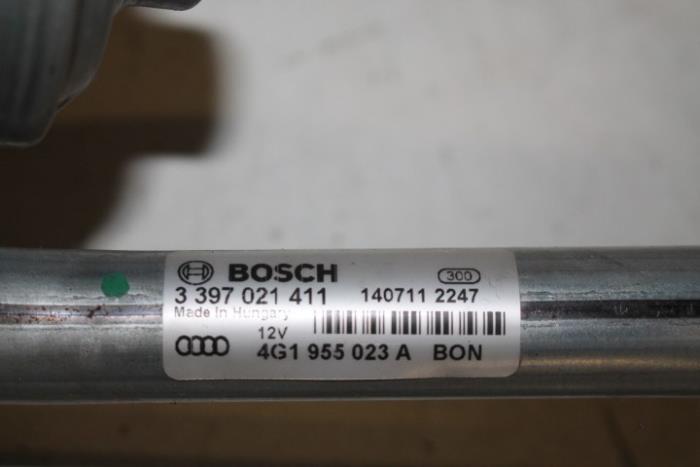 BOSCH 300
3 397 021 411 140711 2247
Made In Hungary
12V
4G1 955 023 A BON